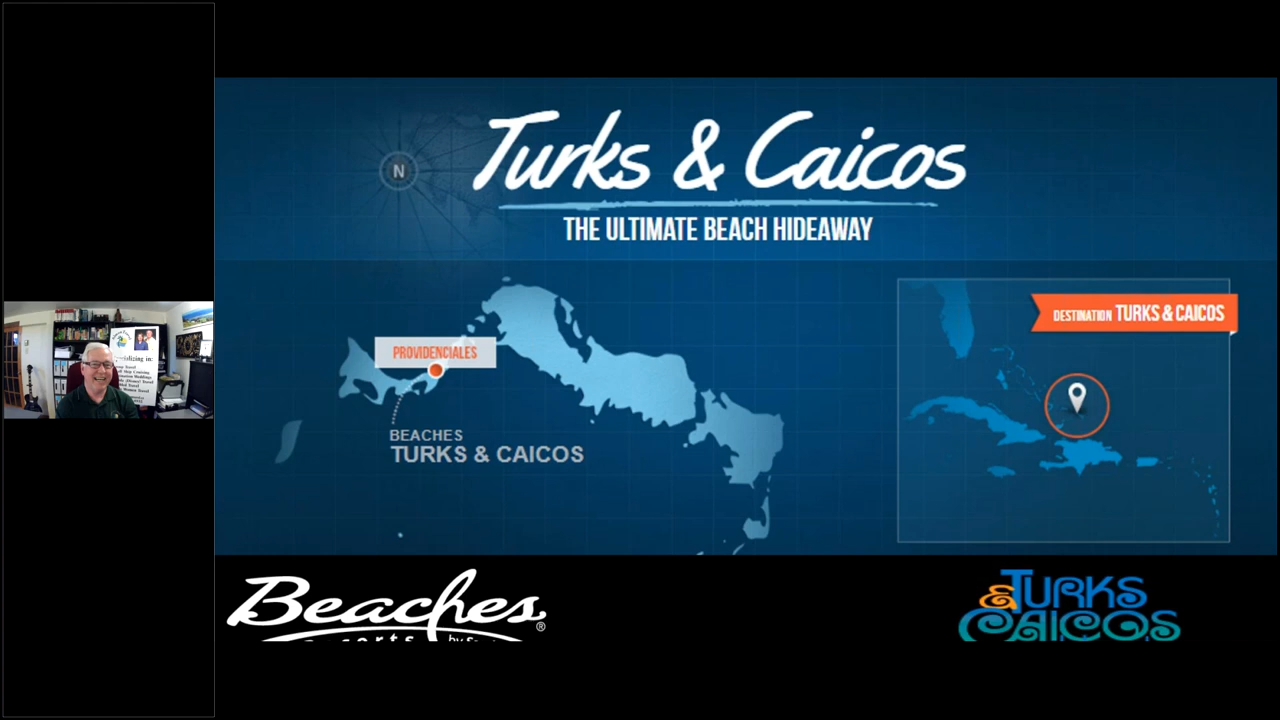 Turks & Caicos
THE ULTIMATE BEACH HIDEAWAY
N
PROVIDENCIALES
BEACHES
TURKS & CAICOS
DESTINATION TURKS & CAICOS
Beaches®
TURKS
& CAICOS